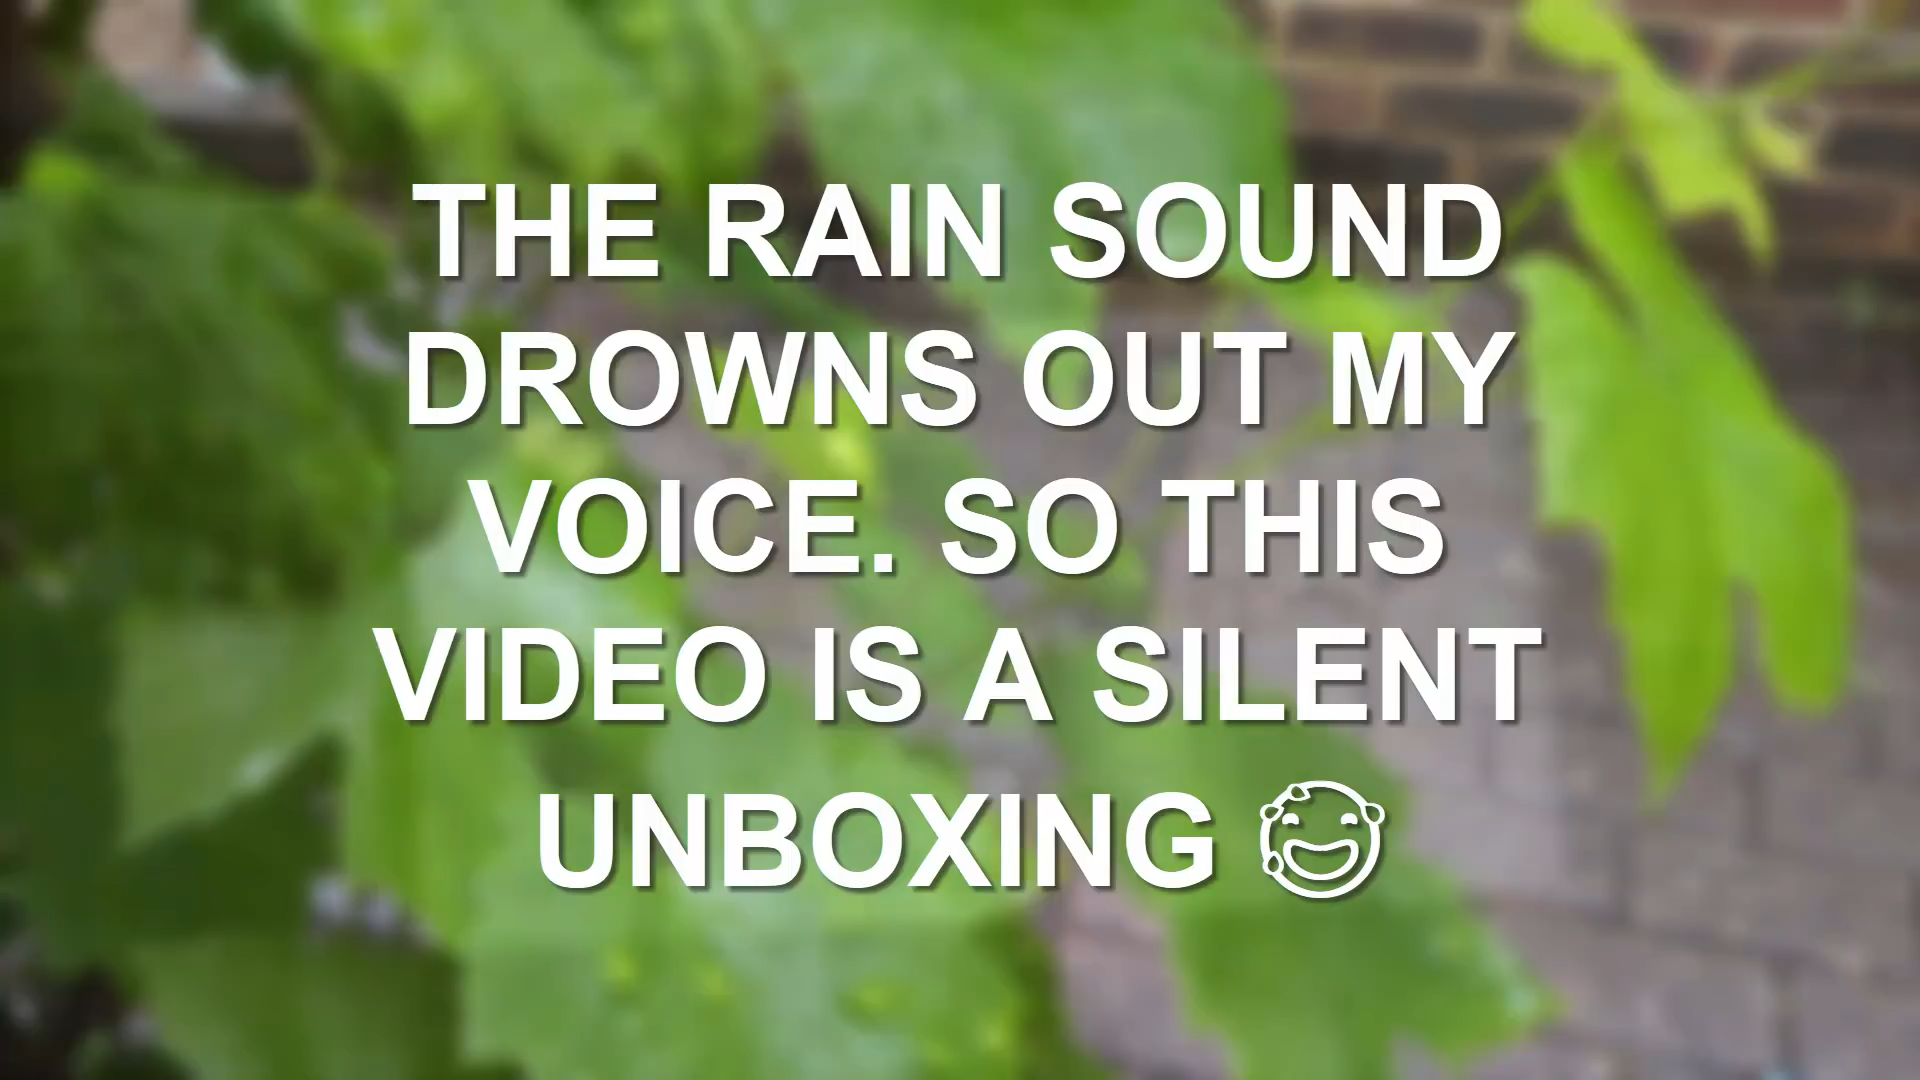 THE RAIN SOUND
DROWNS OUT MY
VOICE. SO THIS
VIDEO IS A SILENT
UNBOXING 😅